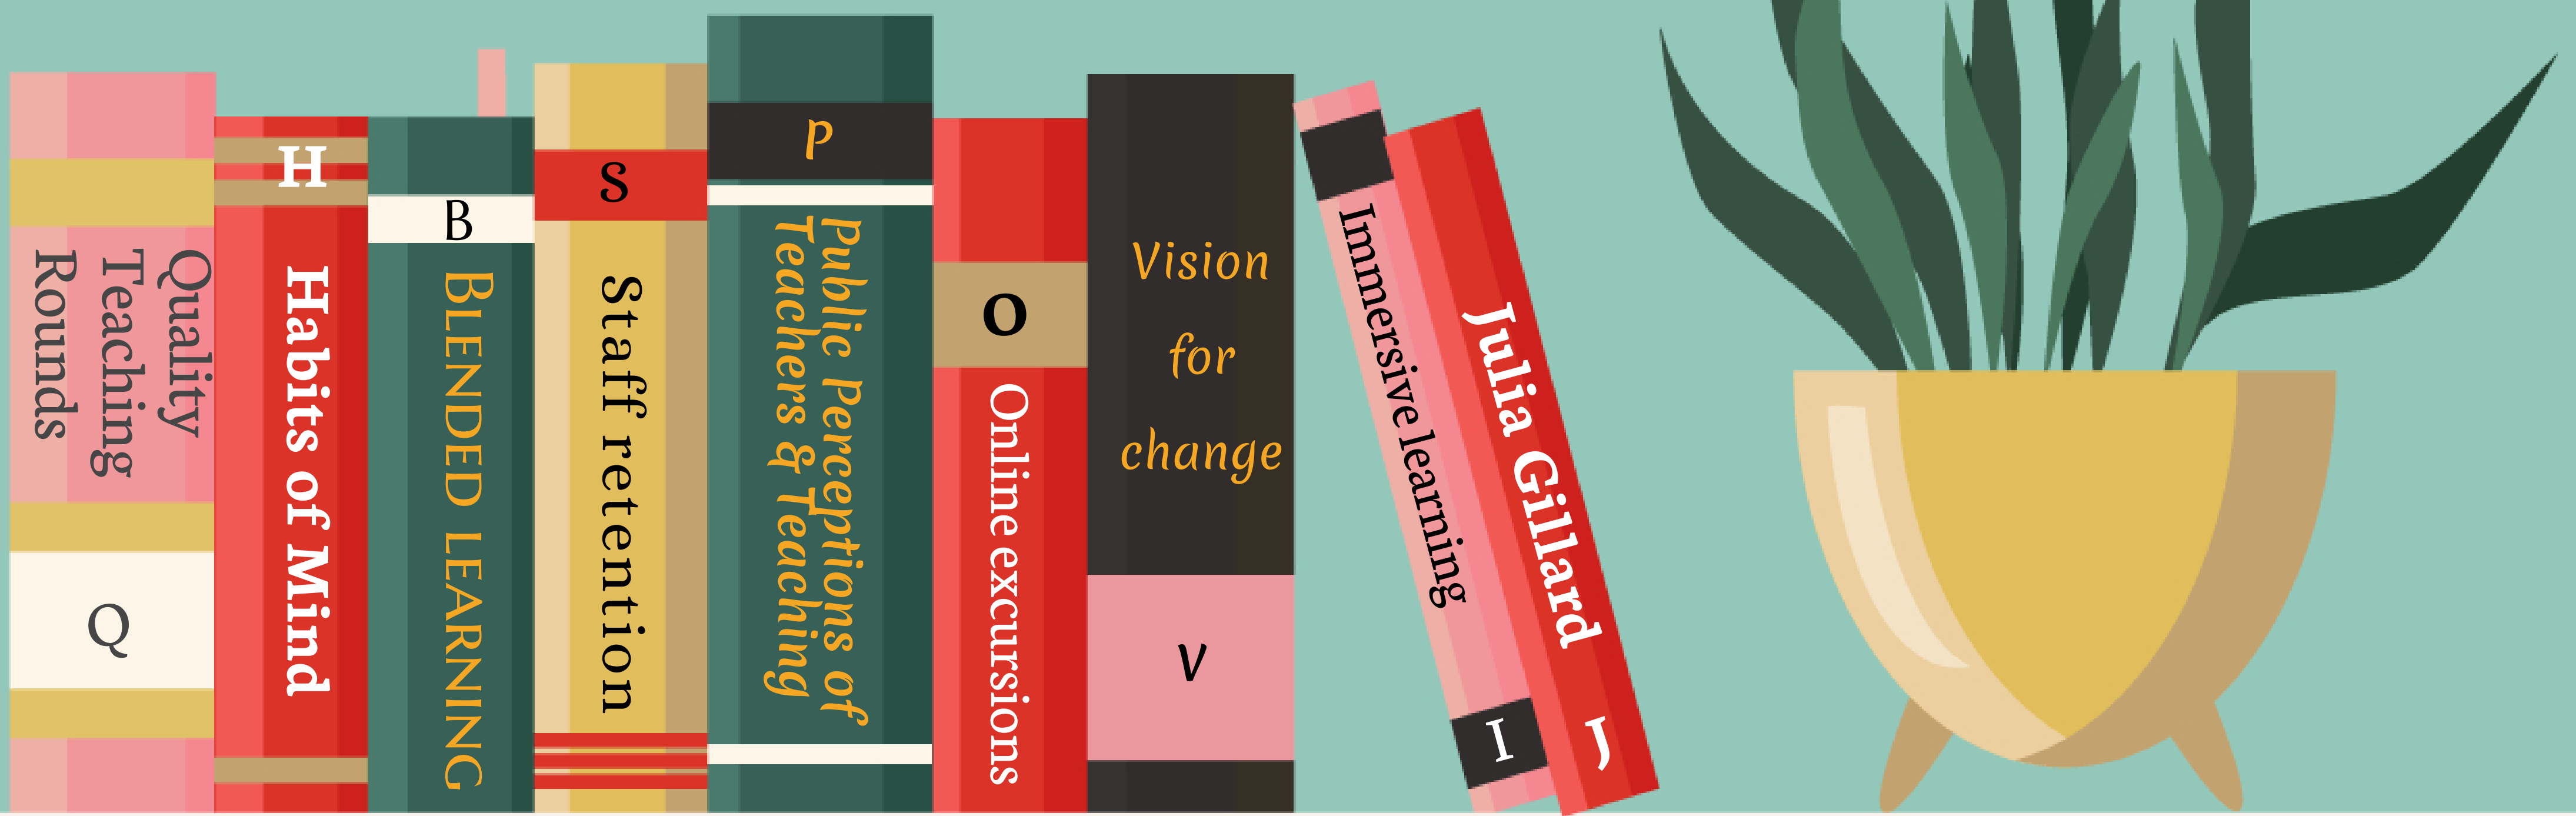 Quality
Teaching
Rounds
Q
H
Habits of Mind
B
BLENDED LEARNING
S
Staff retention
P
Public Perceptions of
Teachers & Teaching
O
Online excursions
Vision
for
change
V
Immersive learning
I
Julia Gillard
J